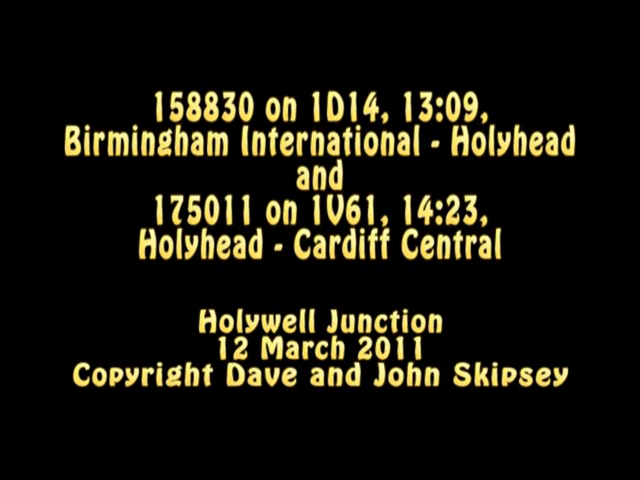 158830 on 1D14, 13:09,
Birmingham International - Holyhead
and
175011 on 1V61, 14:23,
Holyhead - Cardiff Central
Holywell Junction
12 March 2011
Copyright Dave and John Skipsey